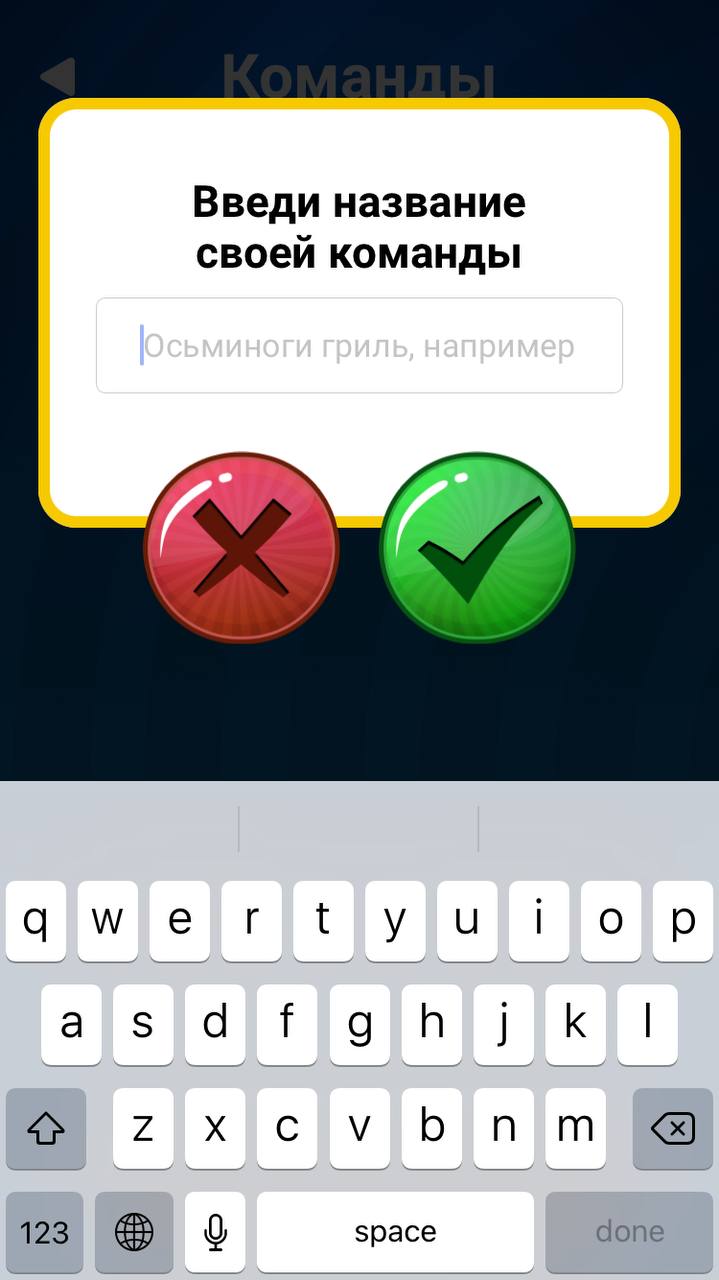 Команды
Введи название
своей команды
Осьминоги гриль, например
q w e r t y u i o p
a s d f g h j k l
z x c v b n m
123 space done